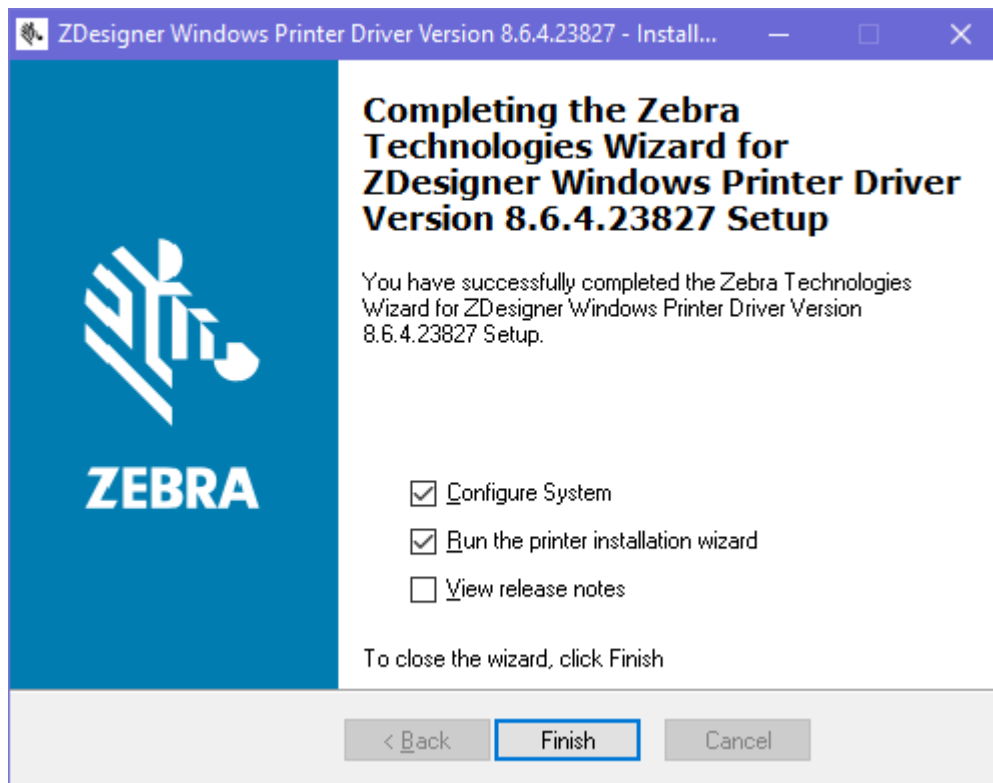 ZDesigner Windows Printer Driver Version 8.6.4.23827 - Install...
Completing the Zebra
Technologies Wizard for
ZDesigner Windows Printer Driver
Version 8.6.4.23827 Setup
You have successfully completed the Zebra Technologies
Wizard for ZDesigner Windows Printer Driver Version
8.6.4.23827 Setup.
ZEBRA
Configure System
Run the printer installation wizard
View release notes
To close the wizard, click Finish
< Back
Finish
Cancel